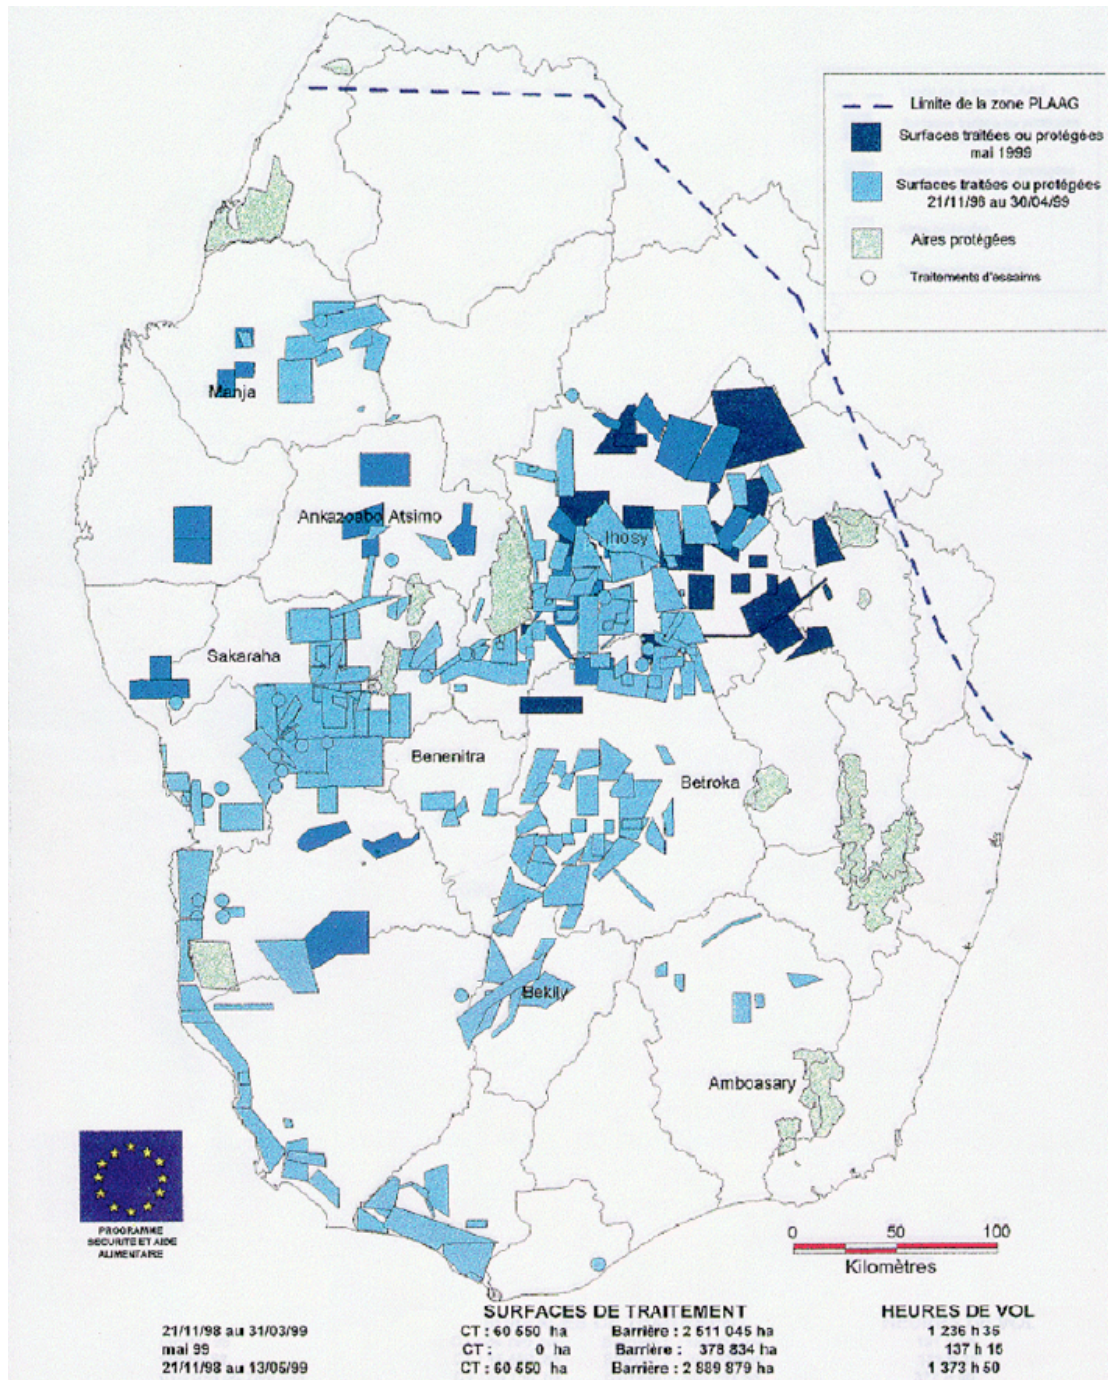 Limite de la zone PLAAG
Surfaces traitées ou protégées
mai 1999
Surfaces traitées ou protégées
21/11/98 au 30/04/99
Aires protégées
Traitements d'essaims
Manja
Ankazoabo Atsimo
Ihosy
Sakaraha
Benenitra
Betroka
Bekily
Amboasary
PROGRAMME
SECURITE ET AIDE
ALIMENTAIRE
0 50 100
Kilomètres
SURFACES DE TRAITEMENT HEURES DE VOL
21/11/98 au 31/03/99 CT : 60 550 ha Barrière : 2 511 045 ha 1 236 h 35
mai 99 CT : 0 ha Barrière : 378 834 ha 137 h 15
21/11/98 au 13/05/99 CT : 60 550 ha Barrière : 2 889 879 ha 1 373 h 50